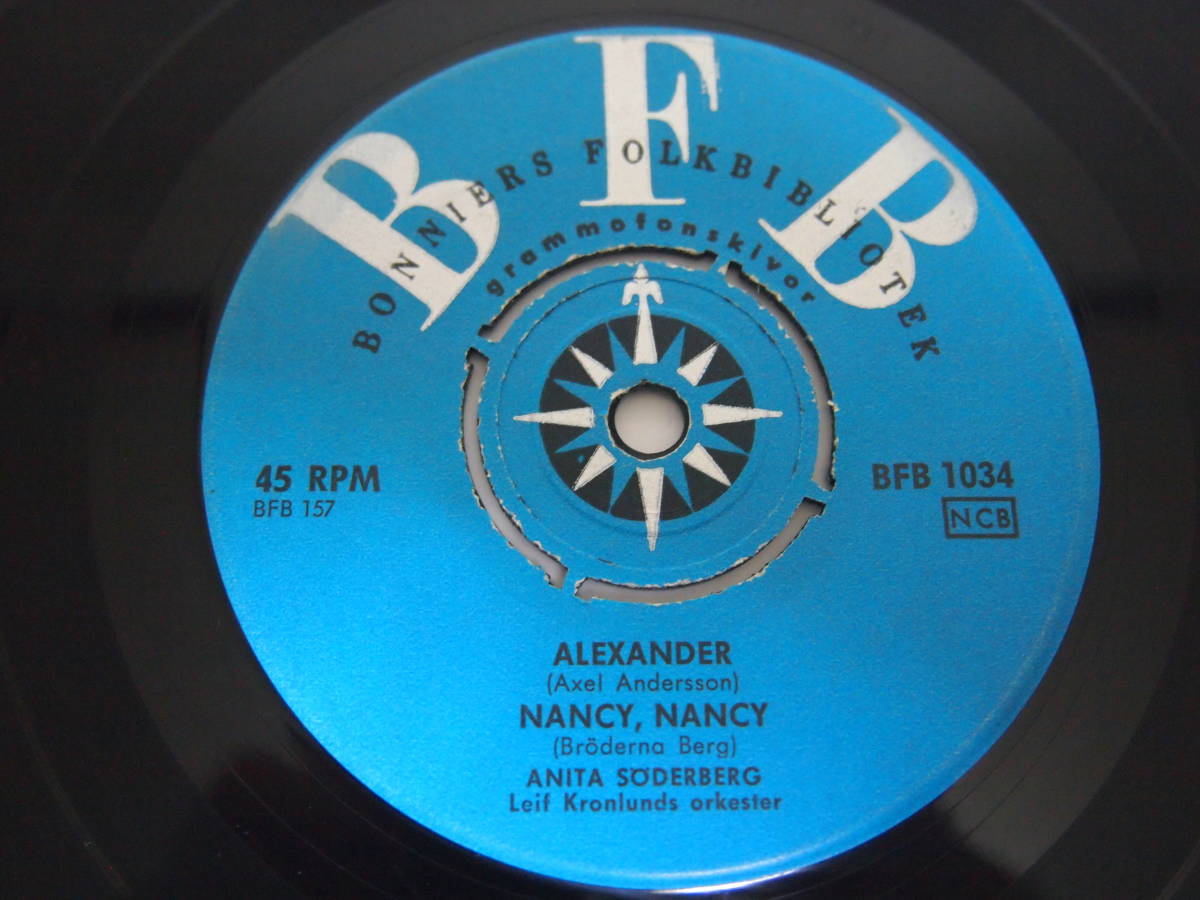 B F B
BONNIERS FOLKBIBLIOTEK
grammofonskivor
45 RPM
BFB 157
BFB 1034
NCB
ALEXANDER
(Axel Andersson)
NANCY, NANCY
(Bröderna Berg)
ANITA SÖDERBERG
Leif Kronlunds orkester